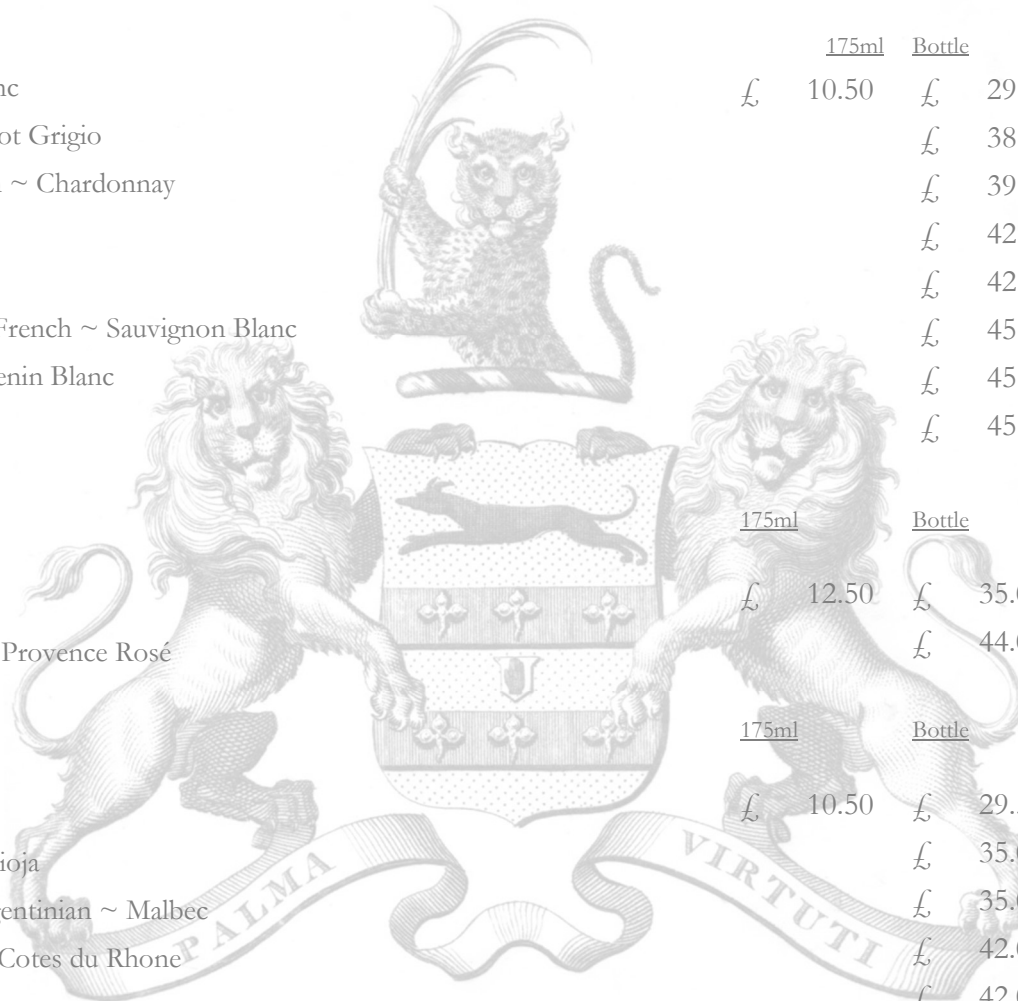 175ml Bottle
nc £ 10.50 £ 29
ot Grigio £ 38
~ Chardonnay £ 39
£ 42
£ 42
French ~ Sauvignon Blanc £ 45
enin Blanc £ 45
£ 45
175ml Bottle
£ 12.50 £ 35.
Provence Rosé £ 44.
175ml Bottle
£ 10.50 £ 29.
ioja £ 35.
gentinian ~ Malbec £ 35.
Cotes du Rhone £ 42.
£ 42.
PALMA VIRTUTI